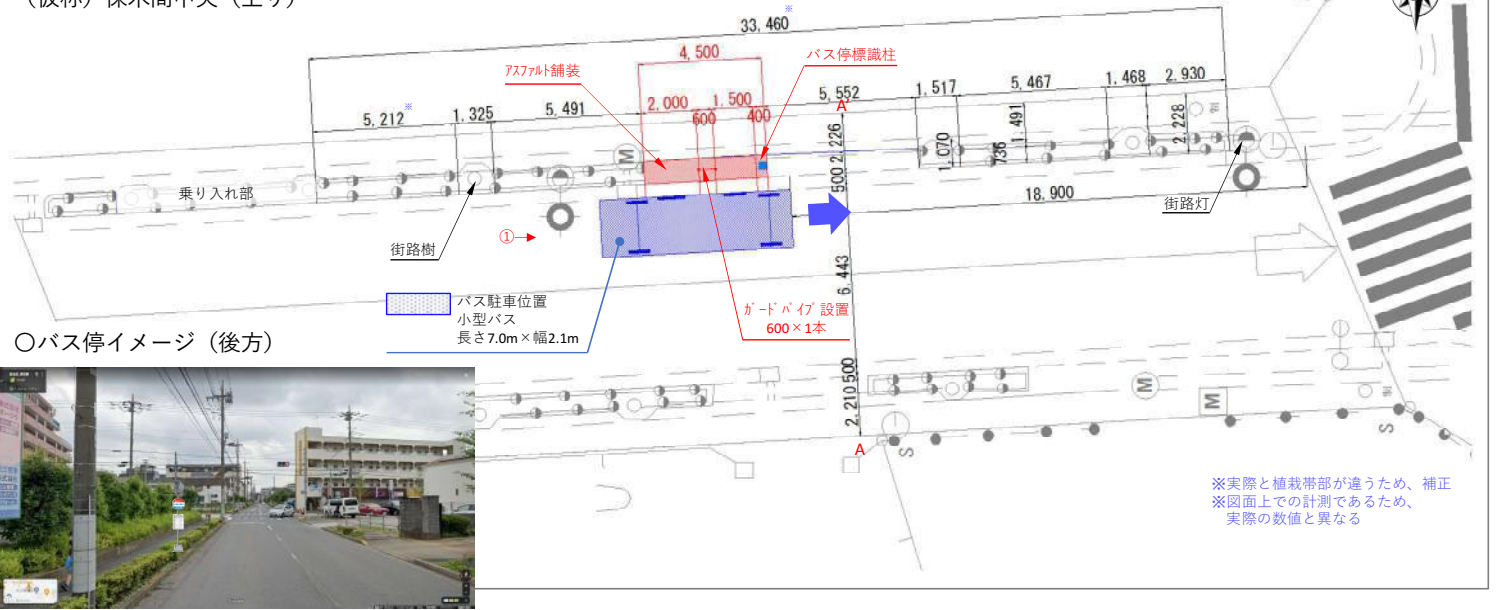 (仮称）保木間中央（上り）
※
33,460
4,500
アスファルト舗装
バス停標識柱
5,212
※
1.325
5,491
2,000
1,500
600
400
5,552
A
1.517
5,467
1.468
2.930
1.491
2.228
1.070
736
2,226
500
乗り入れ部
街路樹
①
18,900
街路灯
バス駐車位置
小型バス
長さ7.0m×幅2.1m
6,443
ガードパイプ設置
600×1本
〇バス停イメージ（後方）
500
2,210
A
M
M
M
S
S
※実際と植栽帯部が違うため、補正
※図面上での計測であるため、
実際の数値と異なる